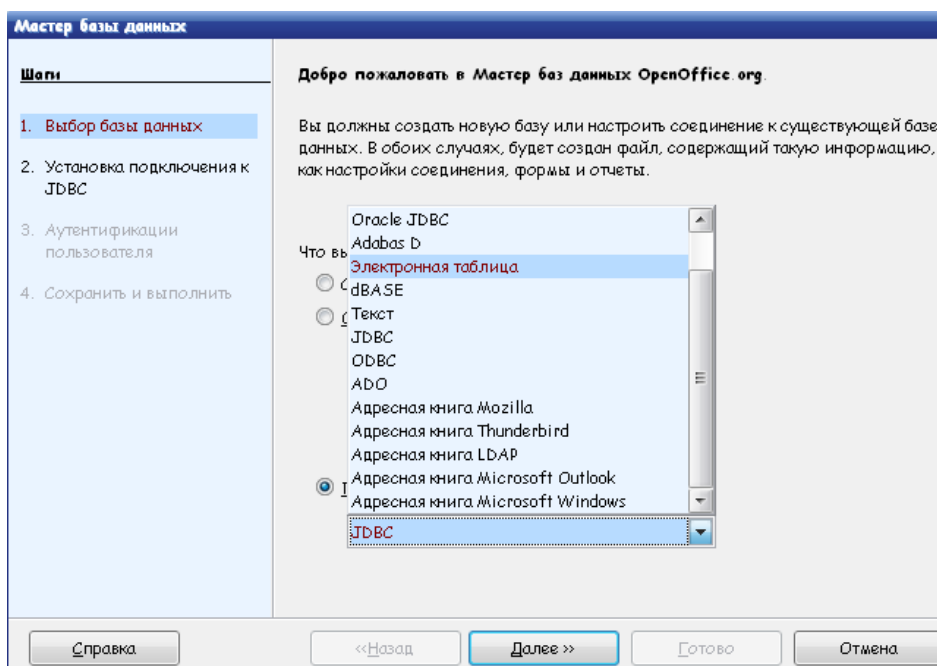 Мастер базы данных
Шаги
1. Выбор базы данных
2. Установка подключения к
JDBC
3. Аутентификации
пользователя
4. Сохранить и выполнить
Добро пожаловать в Мастер баз данных OpenOffice.org.
Вы должны создать новую базу или настроить соединение к существующей базе
данных. В обоих случаях, будет создан файл, содержащий такую информацию,
как настройки соединения, формы и отчеты.
Что
Oracle JDBC
Adabas D
Электронная таблица
dBASE
Текст
JDBC
ODBC
ADO
Адресная книга Mozilla
Адресная книга Thunderbird
Адресная книга LDAP
Адресная книга Microsoft Outlook
Адресная книга Microsoft Windows
JDBC
Справка
<<Назад
Далее >>
Готово
Отмена